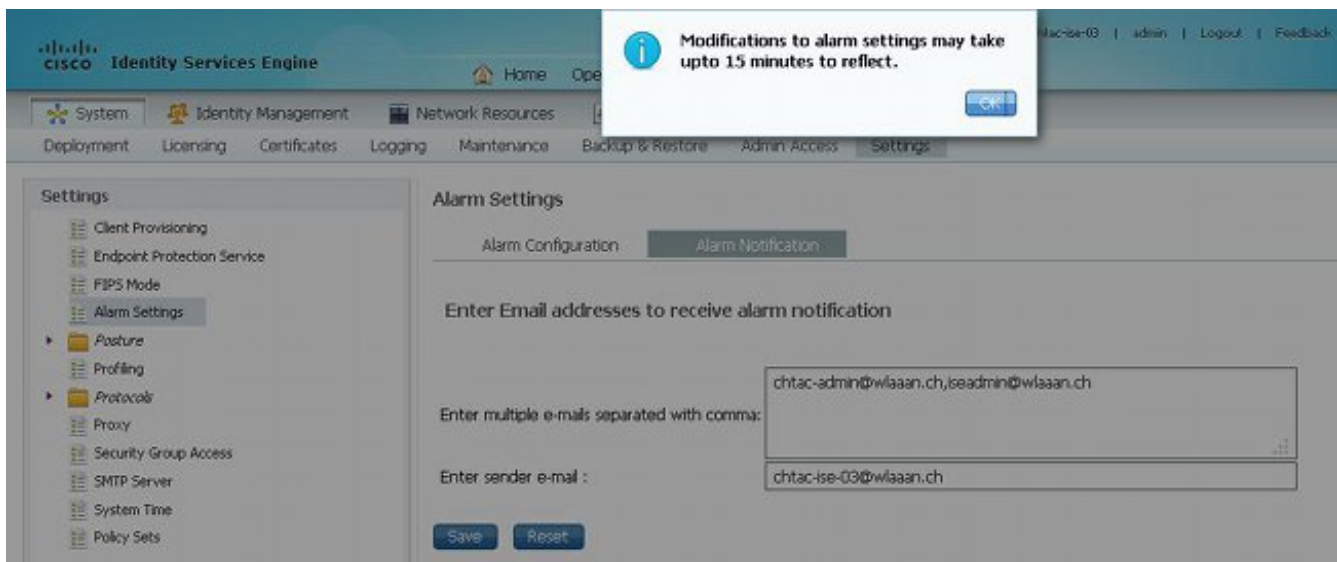 Modifications to alarm settings may take
upto 15 minutes to reflect.
OK
cisco Identity Services Engine
Home
-ise-03 | admin | Logout | Feedback
System Identity Management Network Resources
Deployment Licensing Certificates Logging Maintenance Backup & Restore Admin Access Settings
Settings
Client Provisioning
Endpoint Protection Service
FIPS Mode
Alarm Settings
Posture
Profiling
Protocols
Proxy
Security Group Access
SMTP Server
System Time
Policy Sets
Alarm Settings
Alarm Configuration Alarm Notification
Enter Email addresses to receive alarm notification
Enter multiple e-mails separated with comma:
chtac-admin@wlaaan.ch,iseadmin@wlaaan.ch
Enter sender e-mail :
chtac-ise-03@wlaaan.ch
Save Reset